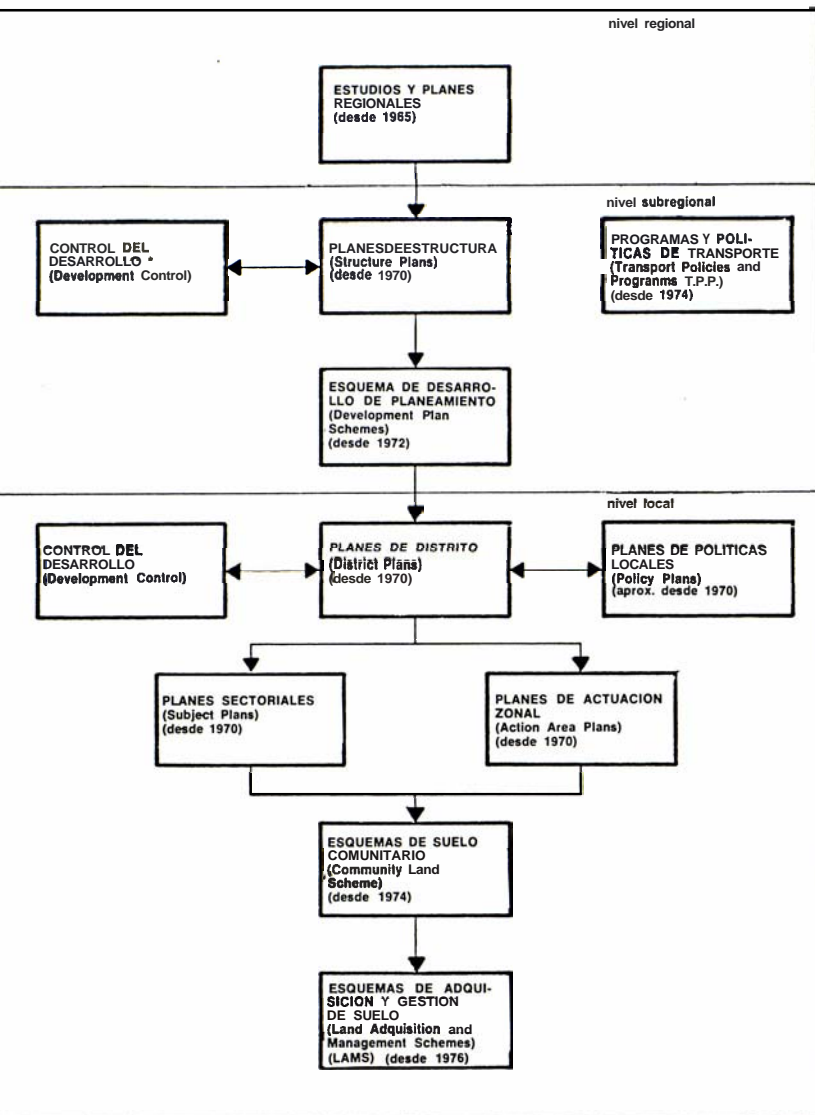 nivel regional
ESTUDIOS Y PLANES
REGIONALES
(desde 1965)
nivel subregional
CONTROL DEL
DESARROLLO *
(Development Control)
PLANESDEESTRUCTURA
(Structure Plans)
(desde 1970)
PROGRAMAS Y POLI-
TICAS DE TRANSPORTE
(Transport Policies and
Progranms T.P.P.)
(desde 1974)
ESQUEMA DE DESARRO-
LLO DE PLANEAMIENTO
(Development Plan
Schemes)
(desde 1972)
nivel local
CONTROL DEL
DESARROLLO
(Development Control)
PLANES DE DISTRITO
(District Plans)
(desde 1970)
PLANES DE POLITICAS
LOCALES
(Policy Plans)
(aprox. desde 1970)
PLANES SECTORIALES
(Subject Plans)
(desde 1970)
PLANES DE ACTUACION
ZONAL
(Action Area Plans)
(desde 1970)
ESQUEMAS DE SUELO
COMUNITARIO
(Community Land
Scheme)
(desde 1974)
ESQUEMAS DE ADQUI-
SICION Y GESTION
DE SUELO
(Land Adquisition and
Management Schemes)
(LAMS) (desde 1976)